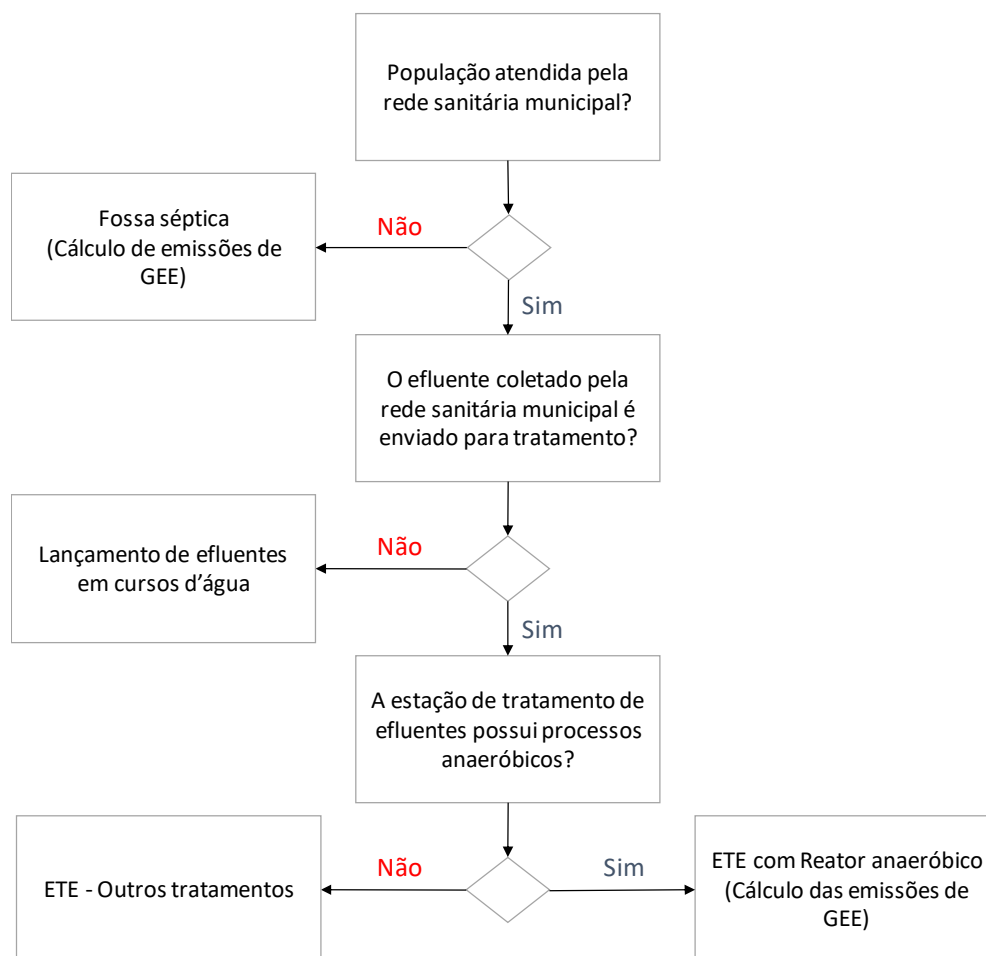 População atendida pela
rede sanitária municipal?
Fossa séptica
(Cálculo de emissões de
GEE)
Não
Sim
O efluente coletado pela
rede sanitária municipal é
enviado para tratamento?
Lançamento de efluentes
em cursos d’água
Não
Sim
A estação de tratamento de
efluentes possui processos
anaeróbicos?
ETE - Outros tratamentos
Não
Sim
ETE com Reator anaeróbico
(Cálculo das emissões de
GEE)